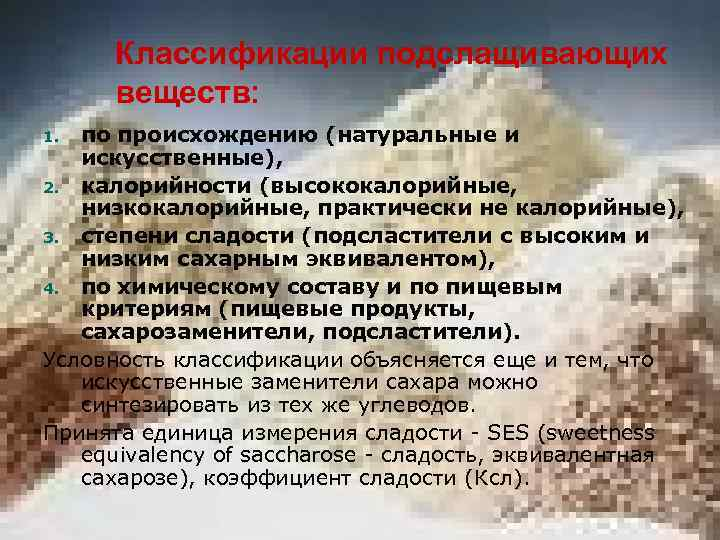 Классификации подслащивающих
веществ:
1. по происхождению (натуральные и
искусственные),
2. калорийности (высококалорийные,
низкокалорийные, практически не калорийные),
3. степени сладости (подсластители с высоким и
низким сахарным эквивалентом),
4. по химическому составу и по пищевым
критериям (пищевые продукты,
сахарозаменители, подсластители).
Условность классификации объясняется еще и тем, что
искусственные заменители сахара можно
синтезировать из тех же углеводов.
Принята единица измерения сладости - SES (sweetness
equivalency of saccharose - сладость, эквивалентная
сахарозе), коэффициент сладости (Ксл).